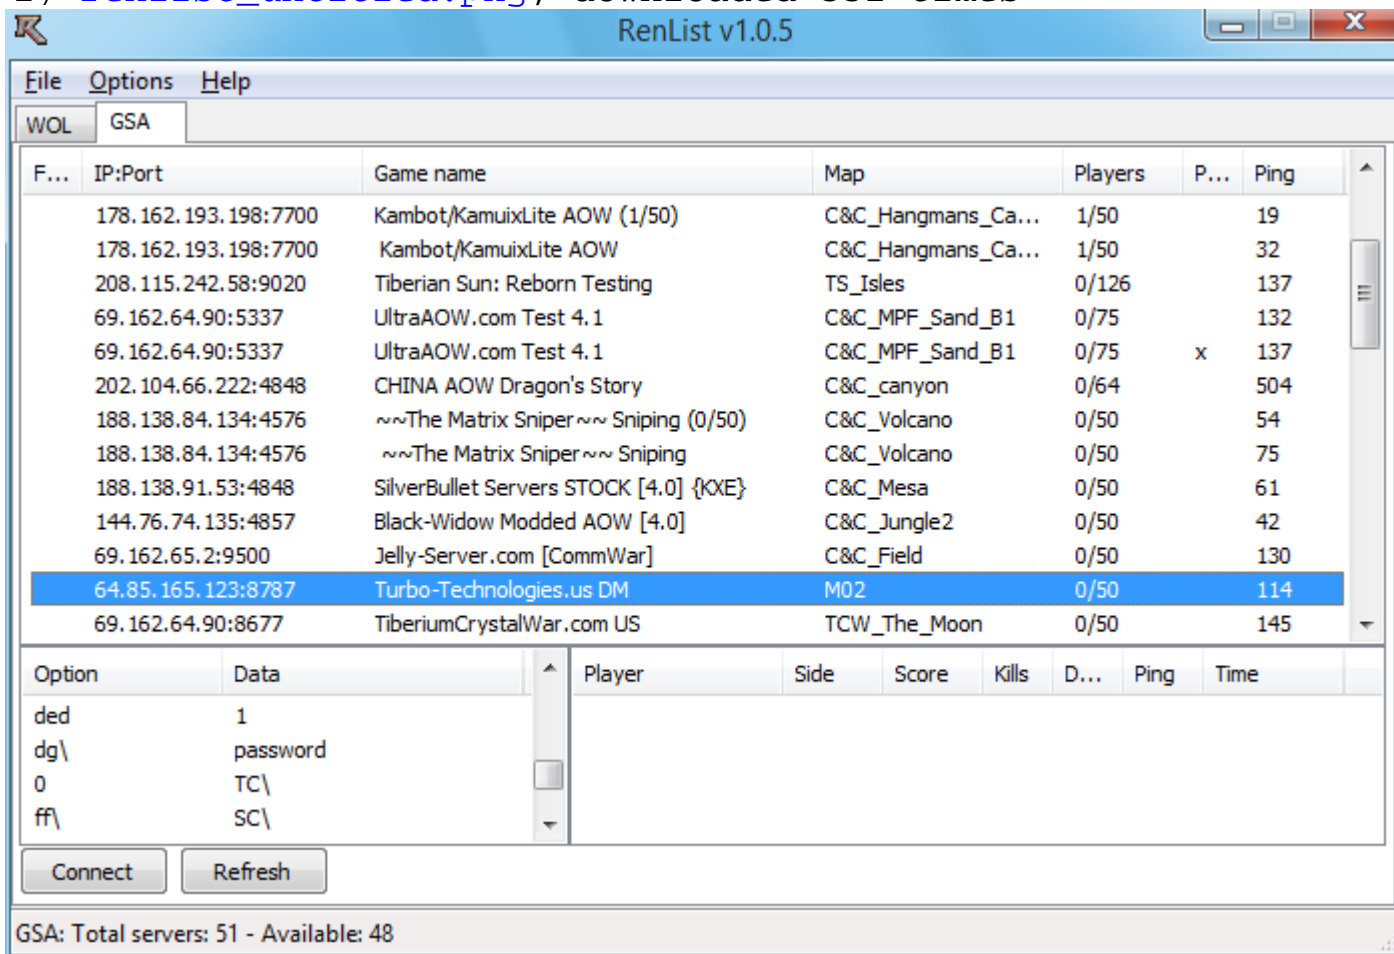 RenList v1.0.5
File Options Help
WOL GSA
F... IP:Port Game name Map Players P... Ping
178.162.193.198:7700 Kambot/KamuixLite AOW (1/50) C&C_Hangmans_Ca... 1/50 19
178.162.193.198:7700 Kambot/KamuixLite AOW C&C_Hangmans_Ca... 1/50 32
208.115.242.58:9020 Tiberian Sun: Reborn Testing TS_Isles 0/126 137
69.162.64.90:5337 UltraAOW.com Test 4.1 C&C_MPF_Sand_B1 0/75 132
69.162.64.90:5337 UltraAOW.com Test 4.1 C&C_MPF_Sand_B1 0/75 x 137
202.104.66.222:4848 CHINA AOW Dragon's Story C&C_canyon 0/64 504
188.138.84.134:4576 ~~The Matrix Sniper~~ Sniping (0/50) C&C_Volcano 0/50 54
188.138.84.134:4576 ~~The Matrix Sniper~~ Sniping C&C_Volcano 0/50 75
188.138.91.53:4848 SilverBullet Servers STOCK [4.0] {KXE} C&C_Mesa 0/50 61
144.76.74.135:4857 Black-Widow Modded AOW [4.0] C&C_Jungle2 0/50 42
69.162.65.2:9500 Jelly-Server.com [CommWar] C&C_Field 0/50 130
64.85.165.123:8787 Turbo-Technologies.us DM M02 0/50 114
69.162.64.90:8677 TiberiumCrystalWar.com US TCW_The_Moon 0/50 145
Option Data Player Side Score Kills D... Ping Time
ded 1
dg\ password
0 TC\
ff\ SC\
Connect Refresh
GSA: Total servers: 51 - Available: 48